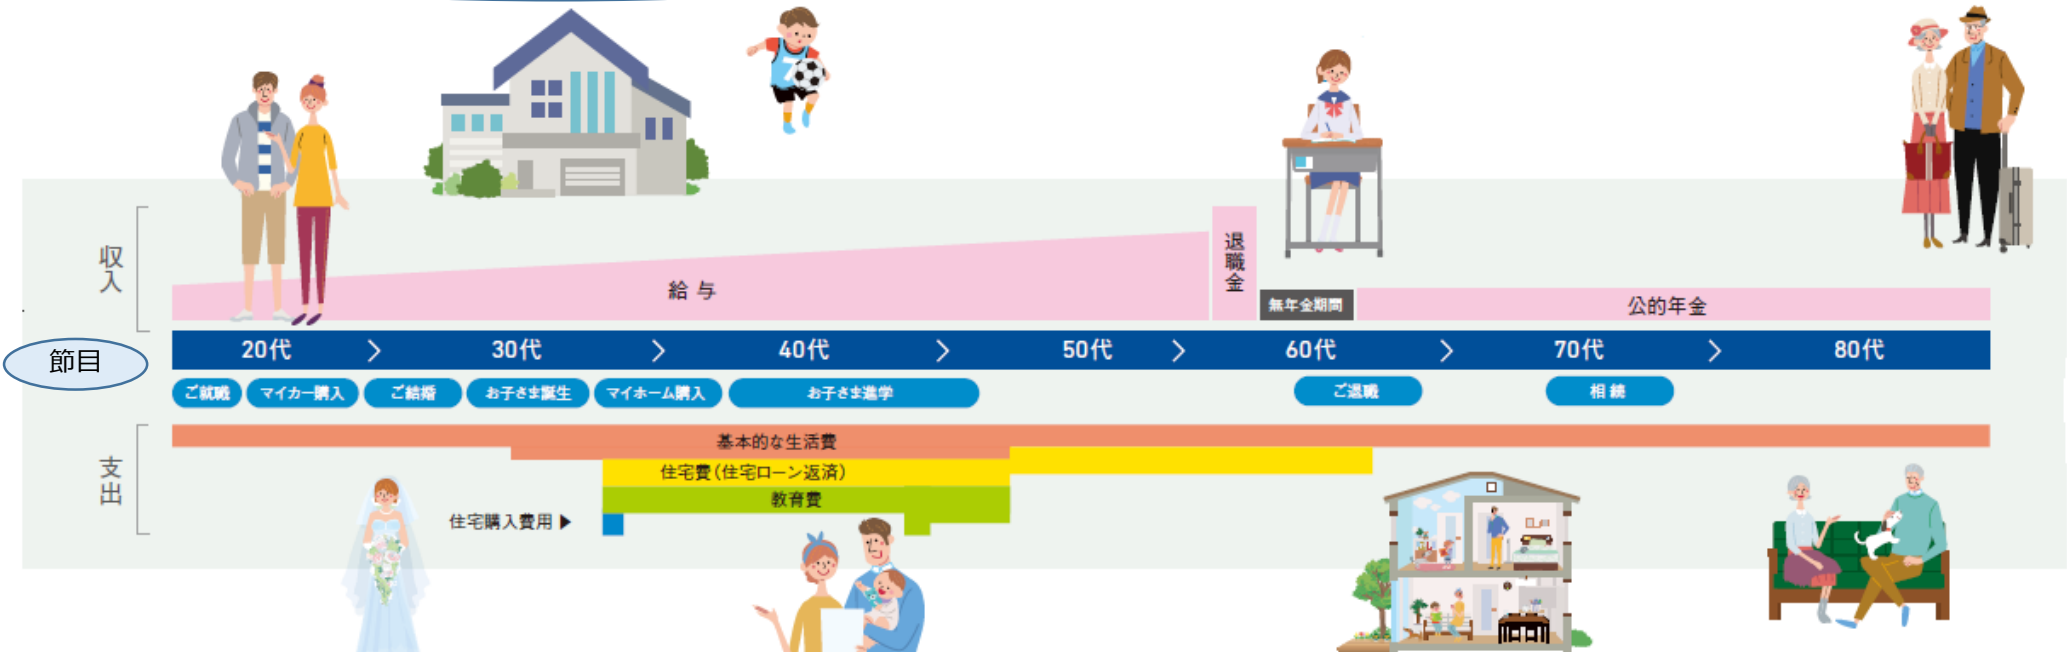 収入
給与
退職金
無年金期間
公的年金
節目
20代 > 30代 > 40代 > 50代 > 60代 > 70代 > 80代
ご就職 マイカー購入 ご結婚 お子さま誕生 マイホーム購入 お子さま進学 ご退職 相続
支出
基本的な生活費
住宅費(住宅ローン返済)
教育費
住宅購入費用▶
7